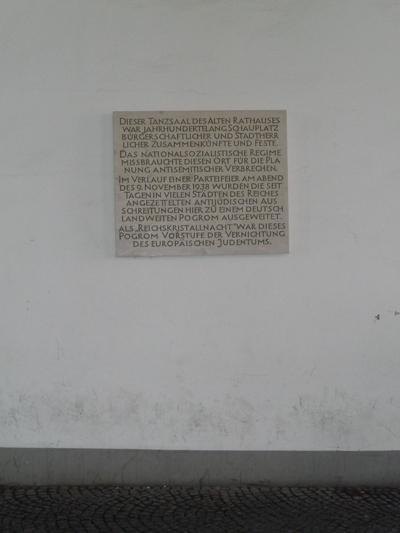 DIESER TANZSAAL DES ALTEN RATHAUSES
WAR JAHRHUNDERTELANG SCHAUPLATZ
BÜRGERSCHAFTLICHER UND STADTHERR
LICHER ZUSAMMENKÜNFTE UND FESTE.
DAS NATIONALSOZIALISTISCHE REGIME
MISSBRAUCHTE DIESEN ORT FÜR DIE PLA
NUNG ANTISEMITISCHER VERBRECHEN.
IM VERLAUF EINER PARTEIFEIER AM ABEND
DES 9. NOVEMBER 1938 WURDEN DIE SEIT
TAGEN IN VIELEN STÄDTEN DES REICHES
ANGEZETTELTEN ANTIJÜDISCHEN AUS
SCHREITUNGEN HIER ZU EINEM DEUTSCH
LANDWEITEN POGROM AUSGEWEITET.
ALS „REICHSKRISTALLNACHT" WAR DIESES
POGROM VORSTUFE DER VERNICHTUNG
DES EUROPÄISCHEN JUDENTUMS.